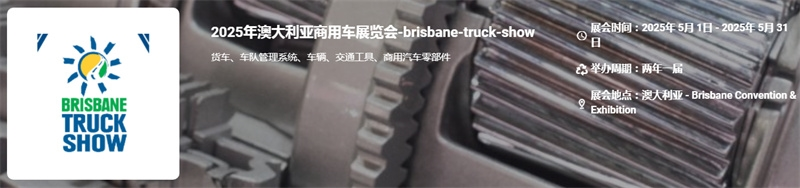 BRISBANE
TRUCK
SHOW
2025年澳大利亚商用车展览会-brisbane-truck-show
货车、车队管理系统、车辆、交通工具、商用汽车零部件
展会时间：2025年 5月 1日 - 2025年 5月 31
日
举办周期：两年一届
展会地点：澳大利亚 - Brisbane Convention &
Exhibition